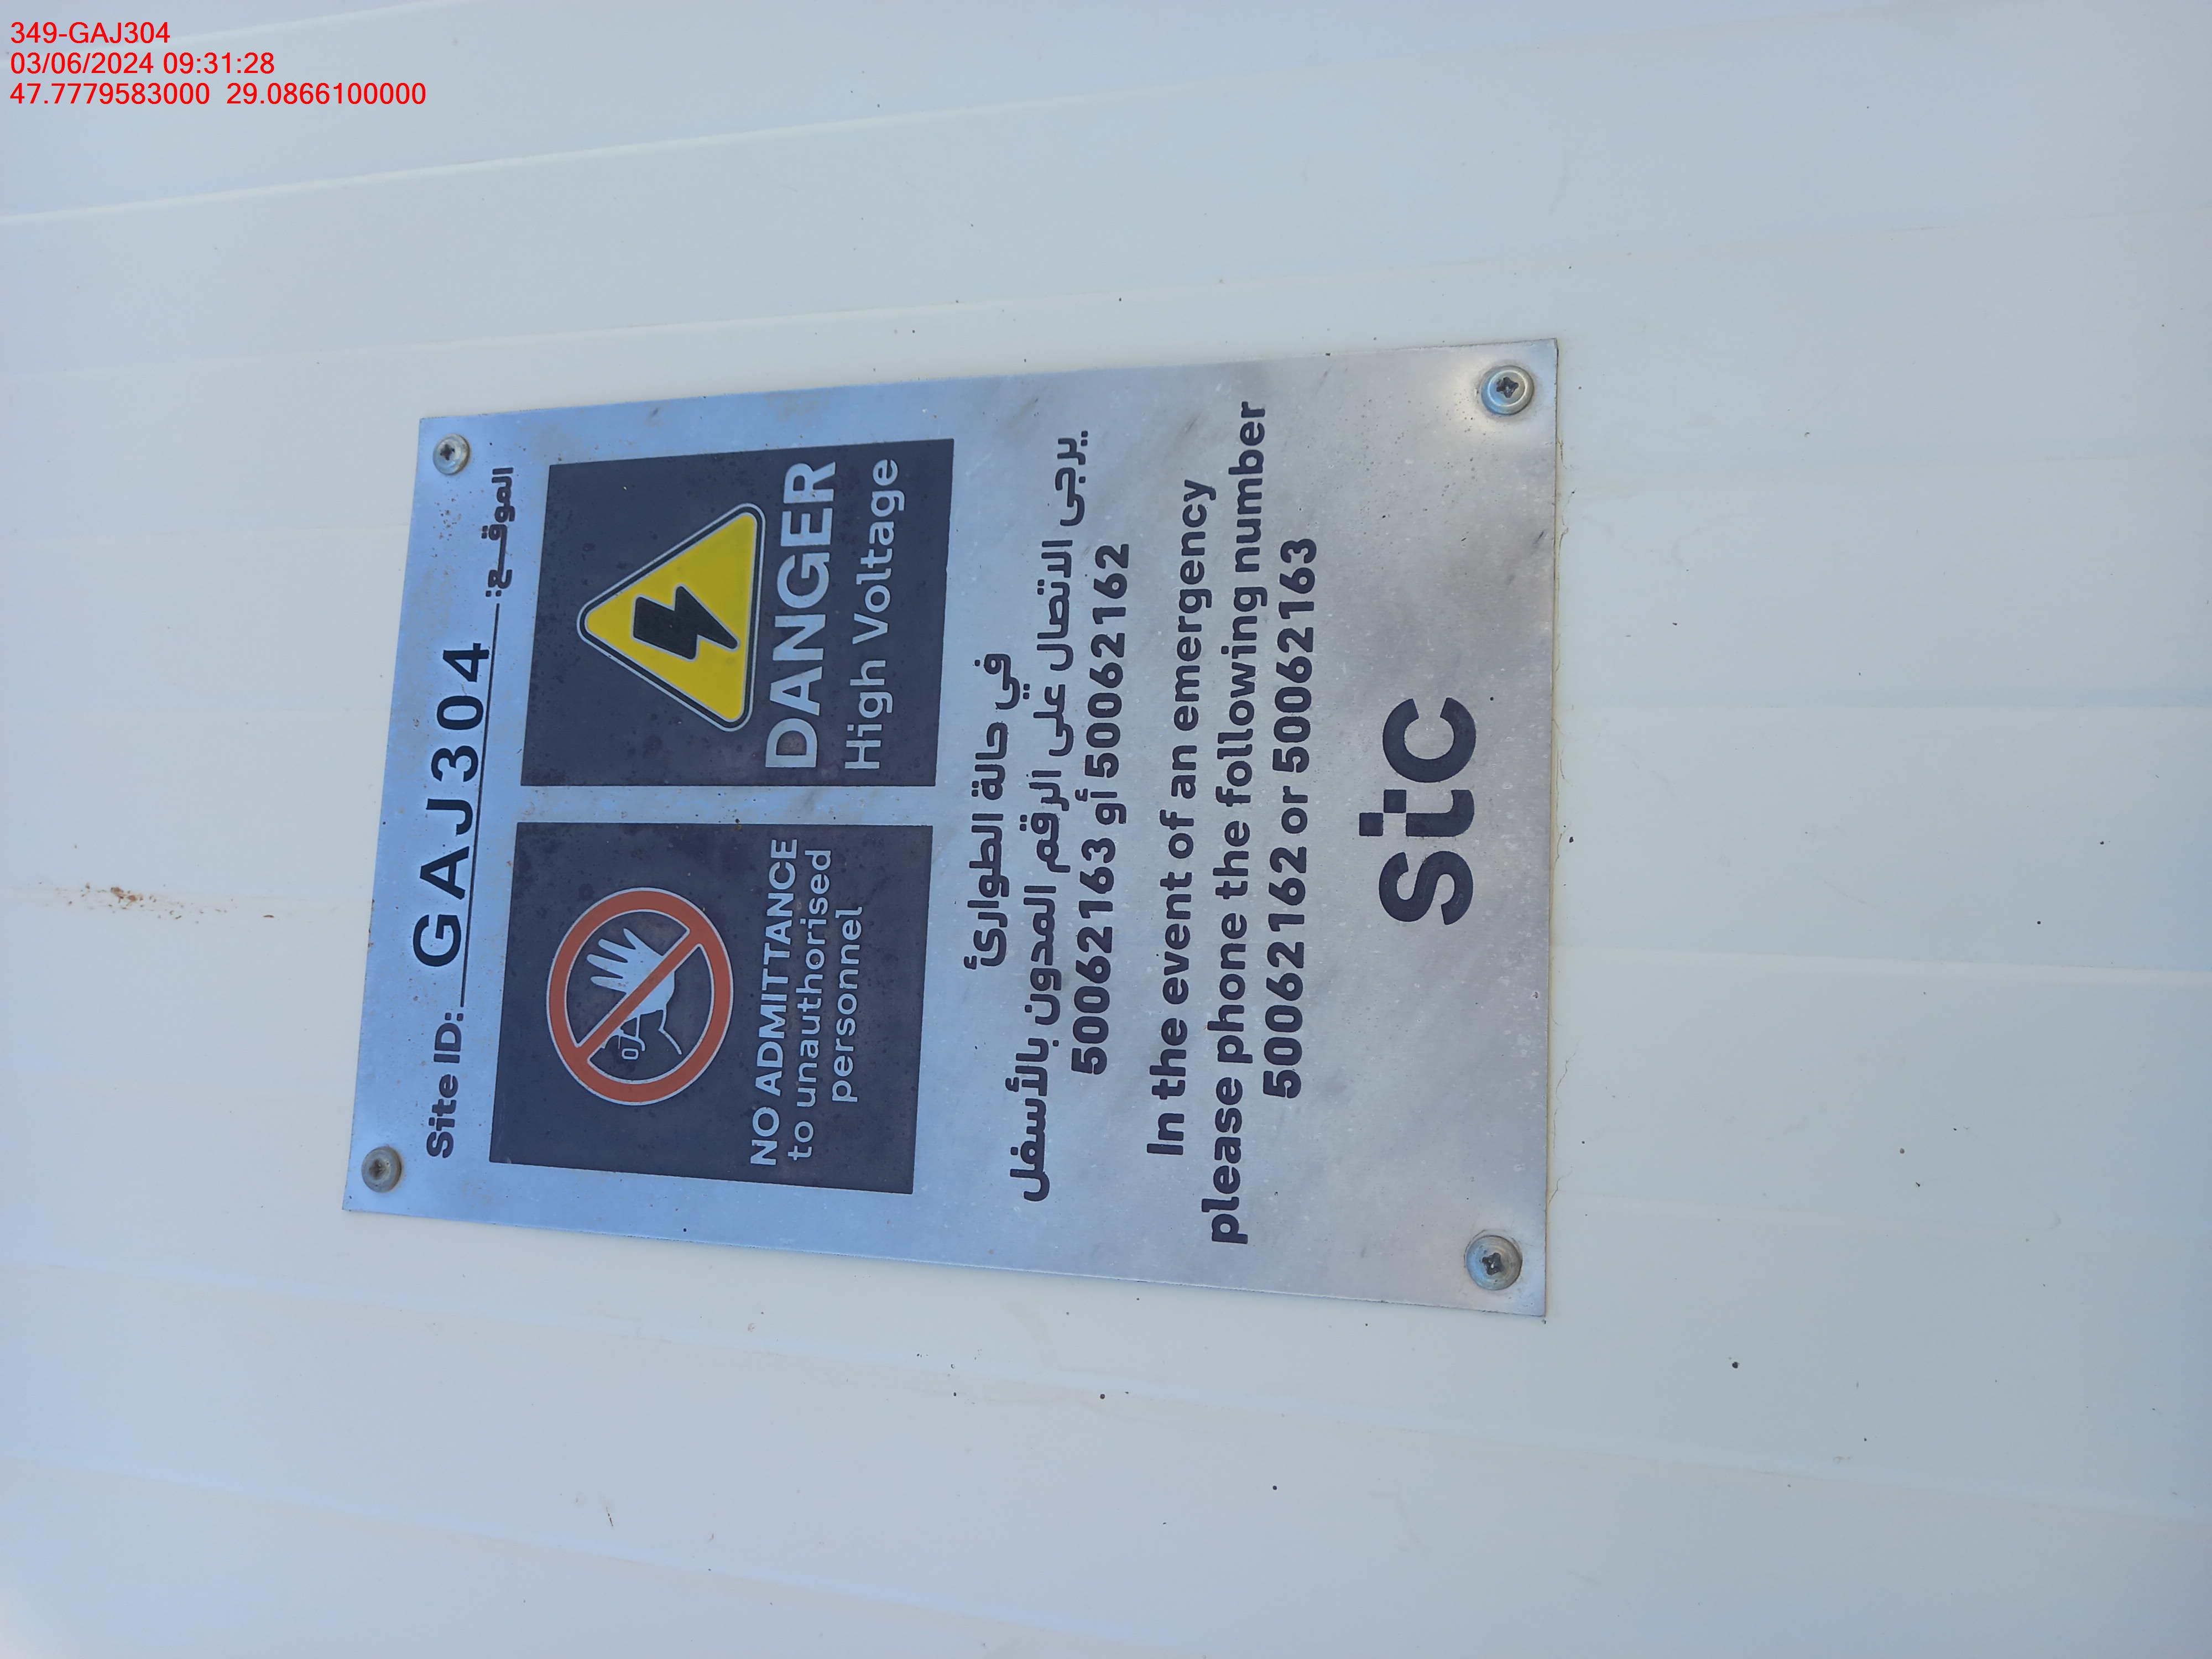 349-GAJ304
03/06/2024 09:31:28
47.7779583000 29.0866100000
Site ID: GAJ304 الموقع:
NO ADMITTANCE
to unauthorised
personnel
DANGER
High Voltage
في حالة الطوارئ
يرجى الاتصال على الرقم المدون بالأسفل
50062162 أو 50062163
In the event of an emergency
please phone the following number
50062162 or 50062163
stc